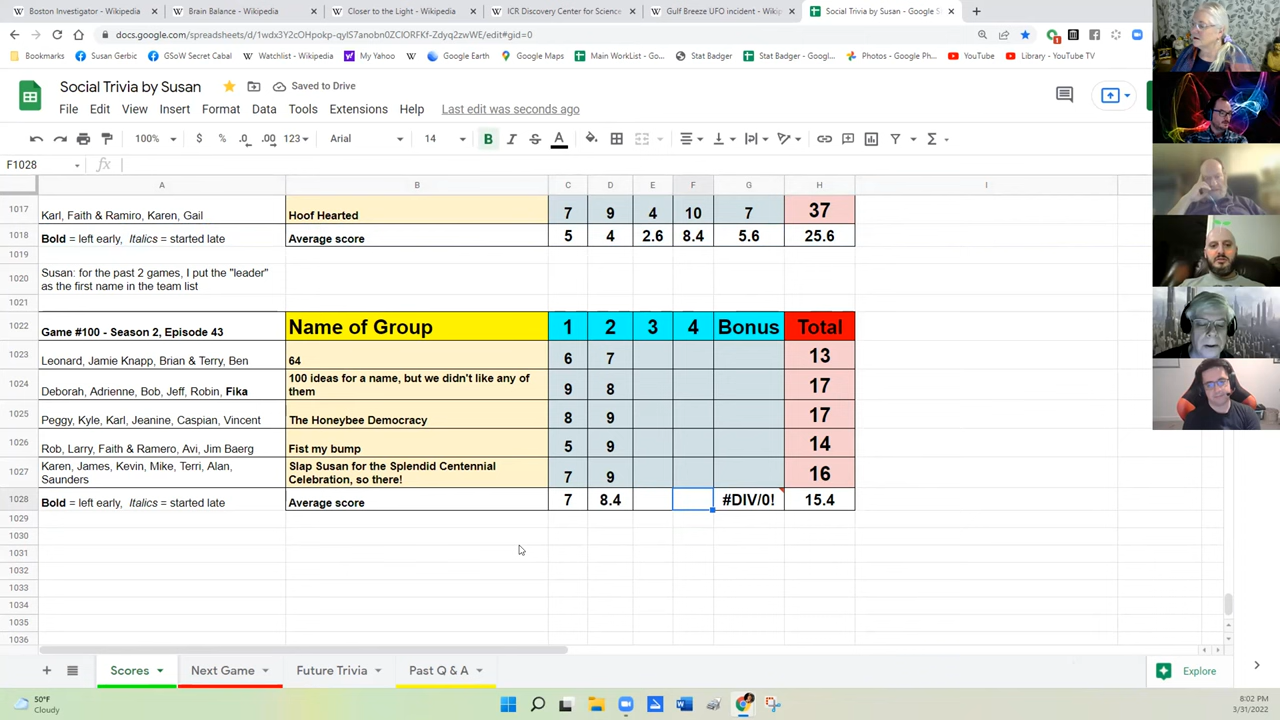 Boston Investigator - Wikipedia
Brain Balance - Wikipedia
Closer to the Light - Wikipedia
ICR Discovery Center for Science
Gulf Breeze UFO incident - Wikip
Social Trivia by Susan - Google S
docs.google.com/spreadsheets/d/1wdx3Y2cOHpokp-qyIS7anobn0ZCIORFKf-Zdyq2zwWE/edit#gid=0
Bookmarks
Susan Gerbic
GSoW Secret Cabal
Watchlist - Wikipedia
My Yahoo
Google Earth
Google Maps
Main WorkList - Go...
Stat Badger
Stat Badger - Googl...
Photos - Google Ph...
YouTube
Library - YouTube TV
Social Trivia by Susan
Saved to Drive
File Edit View Insert Format Data Tools Extensions Help Last edit was seconds ago
100% $ % .0 .00 123 Arial 14 B I S A
F1028 fx
A B C D E F G H I
1017 Karl, Faith & Ramiro, Karen, Gail Hoof Hearted 7 9 4 10 7 37
1018 Bold = left early, Italics = started late Average score 5 4 2.6 8.4 5.6 25.6
1019
Susan: for the past 2 games, I put the "leader"
1020 as the first name in the team list
1021
1022 Game #100 - Season 2, Episode 43 Name of Group 1 2 3 4 Bonus Total
1023 Leonard, Jamie Knapp, Brian & Terry, Ben 64 6 7 13
100 ideas for a name, but we didn't like any of
1024 Deborah, Adrienne, Bob, Jeff, Robin, Fika them 9 8 17
1025 Peggy, Kyle, Karl, Jeanine, Caspian, Vincent The Honeybee Democracy 8 9 17
1026 Rob, Larry, Faith & Ramero, Avi, Jim Baerg Fist my bump 5 9 14
Karen, James, Kevin, Mike, Terri, Alan, Slap Susan for the Splendid Centennial
1027 Saunders Celebration, so there! 7 9 16
1028 Bold = left early, Italics = started late Average score 7 8.4 #DIV/0! 15.4
1029
1030
1031
1032
1033
1034
1035
1036
Scores Next Game Future Trivia Past Q & A Explore
50°F
Cloudy
8:02 PM
3/31/2022